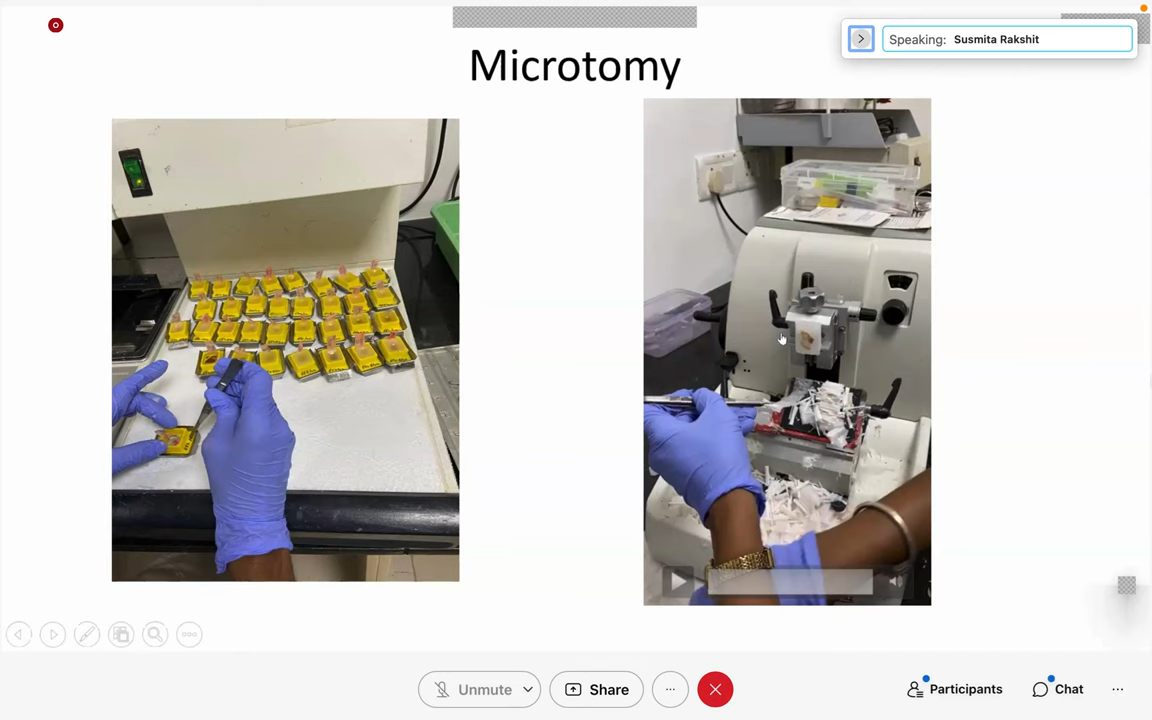 Speaking: Susmita Rakshit
Microtomy
Unmute
Share
Participants
Chat